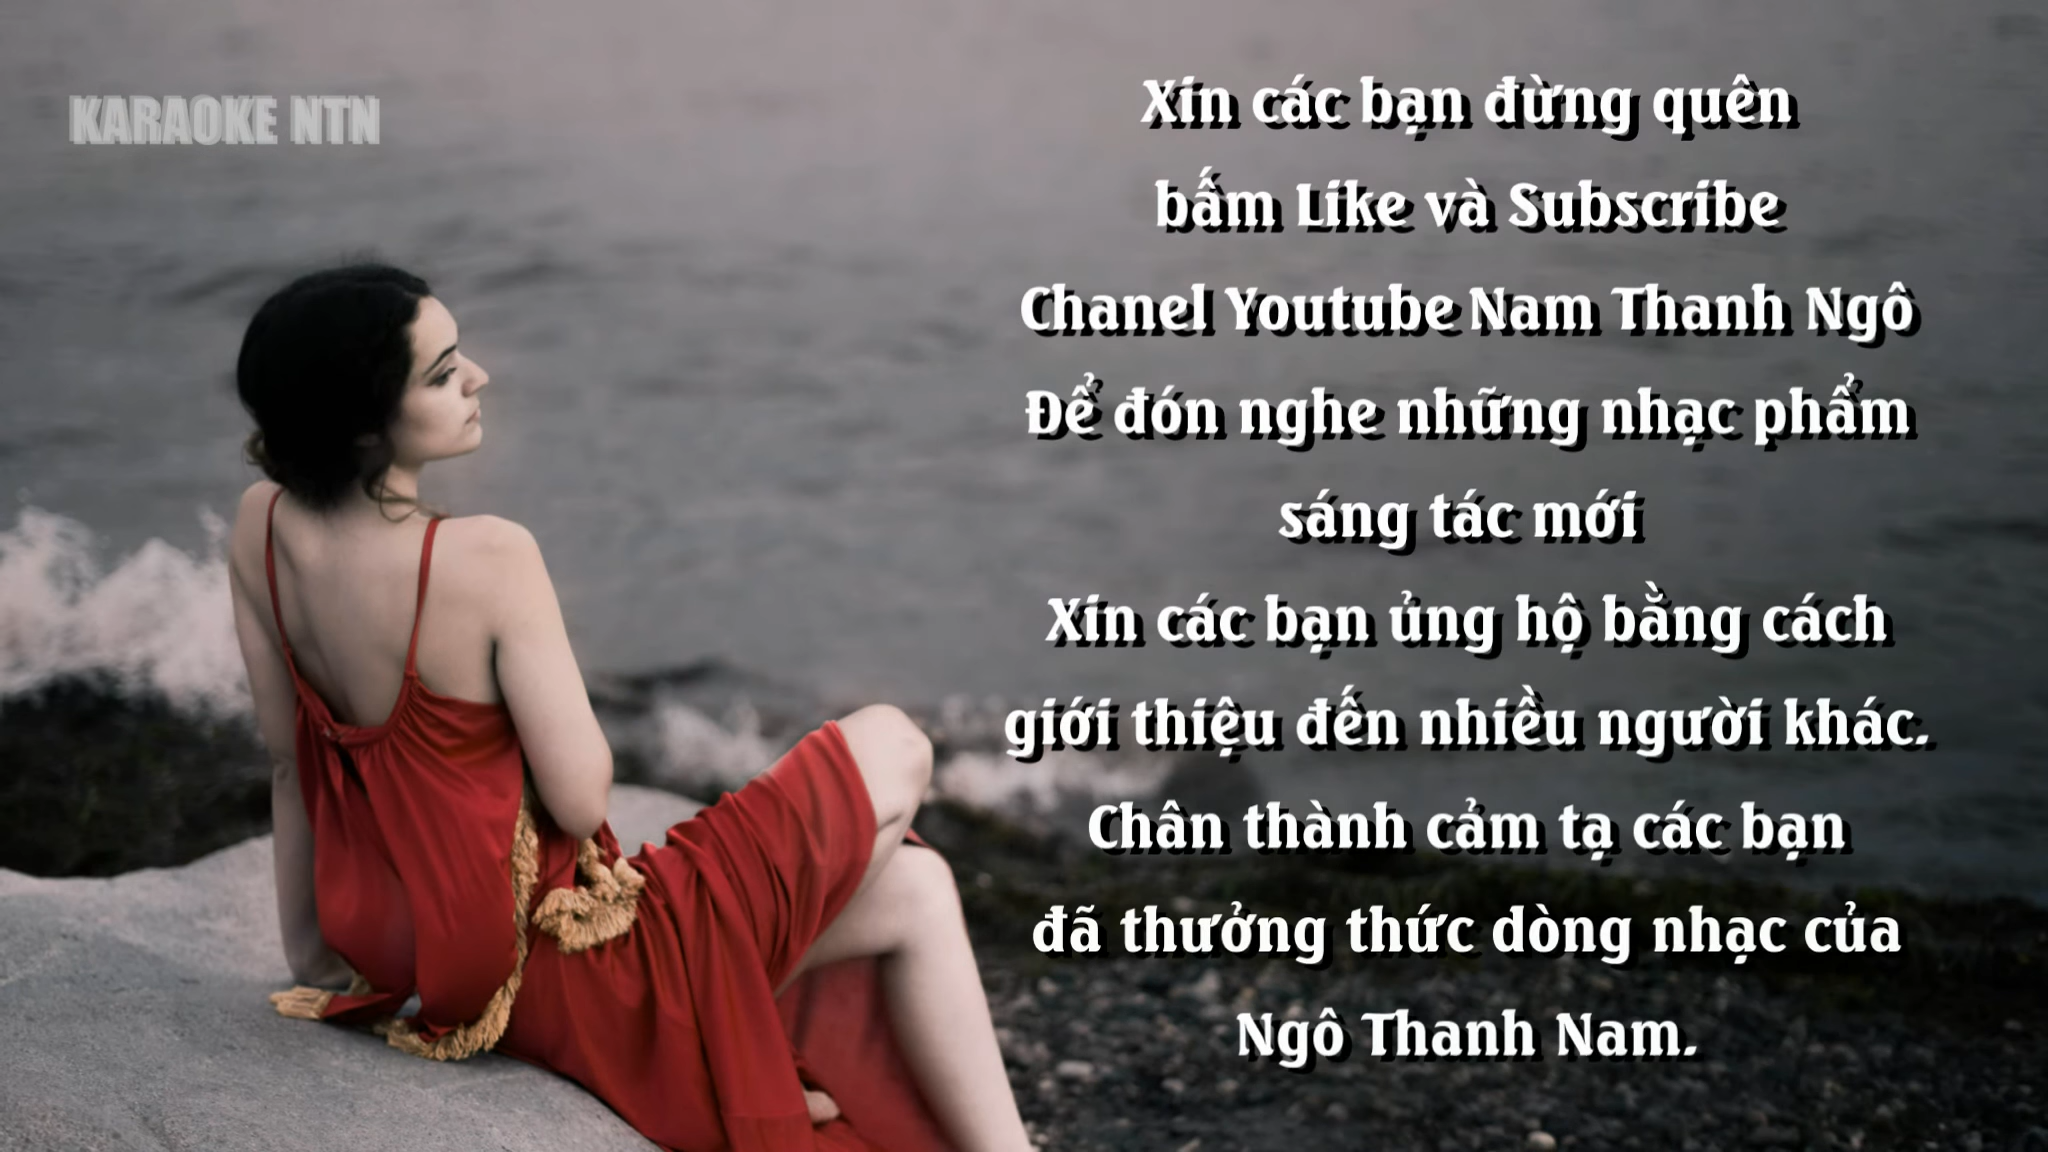 KARAOKE NTN
Xin các bạn đừng quên
bấm Like và Subscribe
Chanel Youtube Nam Thanh Ngô
Để đón nghe những nhạc phẩm
sáng tác mới
Xin các bạn ủng hộ bằng cách
giới thiệu đến nhiều người khác.
Chân thành cảm tạ các bạn
đã thưởng thức dòng nhạc của
Ngô Thanh Nam.